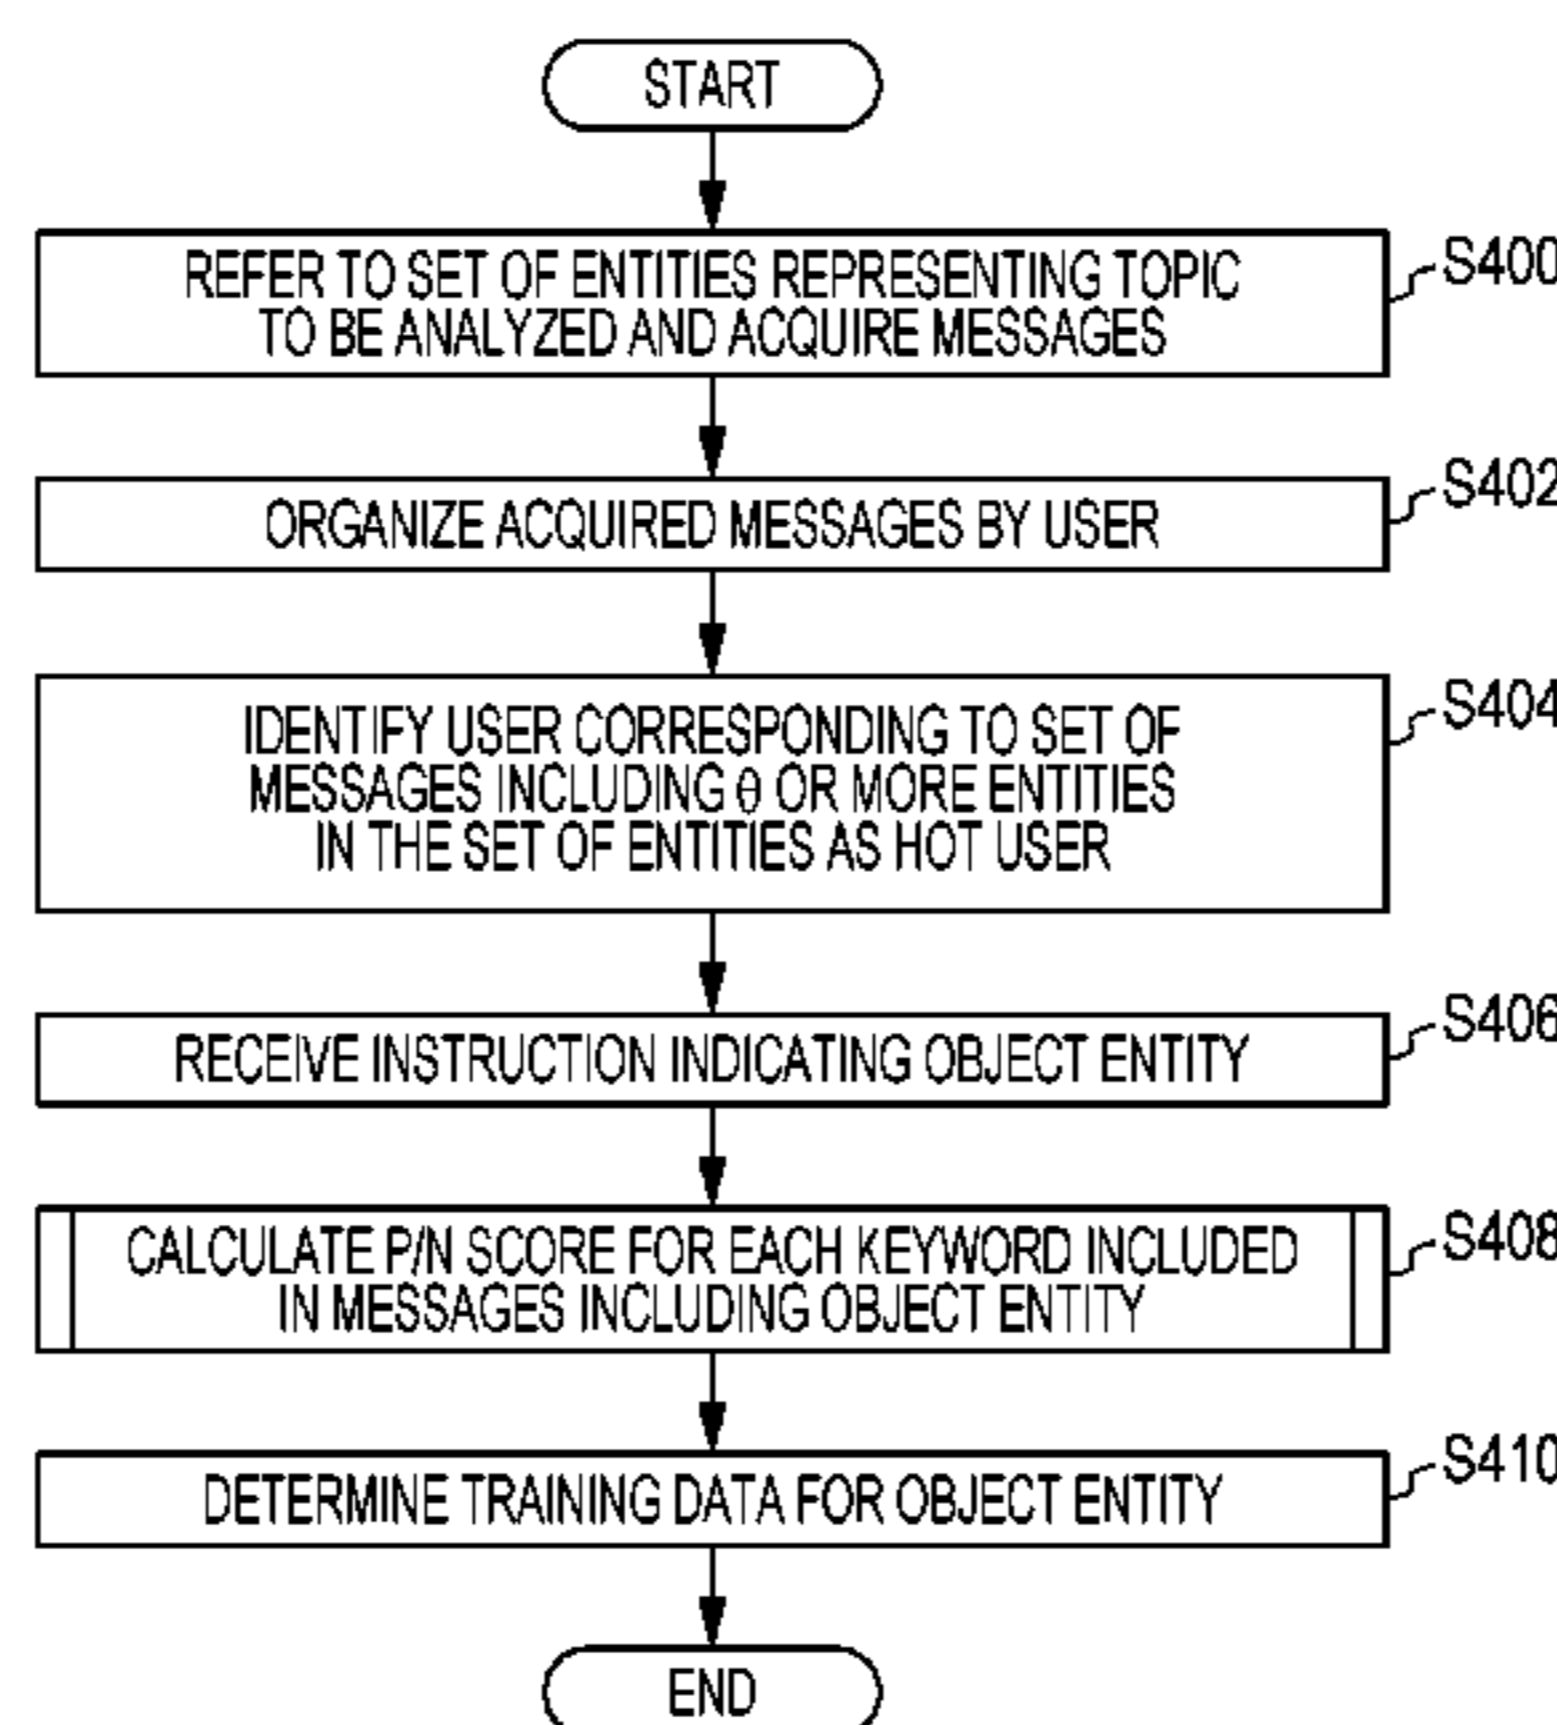 START
REFER TO SET OF ENTITIES REPRESENTING TOPIC
TO BE ANALYZED AND ACQUIRE MESSAGES
S400
ORGANIZE ACQUIRED MESSAGES BY USER
S402
IDENTIFY USER CORRESPONDING TO SET OF
MESSAGES INCLUDING θ OR MORE ENTITIES
IN THE SET OF ENTITIES AS HOT USER
S404
RECEIVE INSTRUCTION INDICATING OBJECT ENTITY
S406
CALCULATE P/N SCORE FOR EACH KEYWORD INCLUDED
IN MESSAGES INCLUDING OBJECT ENTITY
S408
DETERMINE TRAINING DATA FOR OBJECT ENTITY
S410
END